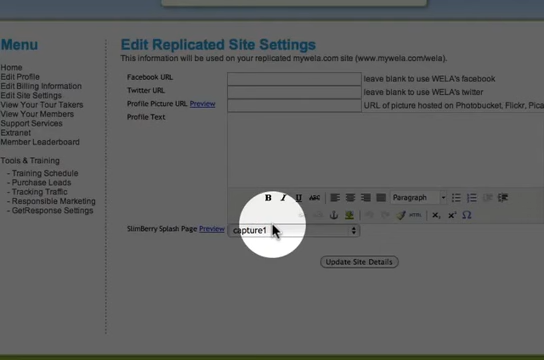 Menu
Home
Edit Profile
Edit Billing Information
Edit Site Settings
View Your Tour Takers
View Your Members
Support Services
Extranet
Member Leaderboard
Tools & Training
- Training Schedule
- Purchase Leads
- Tracking Traffic
- Responsible Marketing
- GetResponse Settings
Edit Replicated Site Settings
This information will be used on your replicated mywela.com site (www.mywela.com/wela).
Facebook URL leave blank to use WELA's facebook
Twitter URL leave blank to use WELA's twitter
Profile Picture URL Preview URL of picture hosted on Photobucket, Flickr, Pica
Profile Text
B I U ABC Paragraph
HTML x₂ x² Ω
SlimBerry Splash Page Preview capture1
Update Site Details